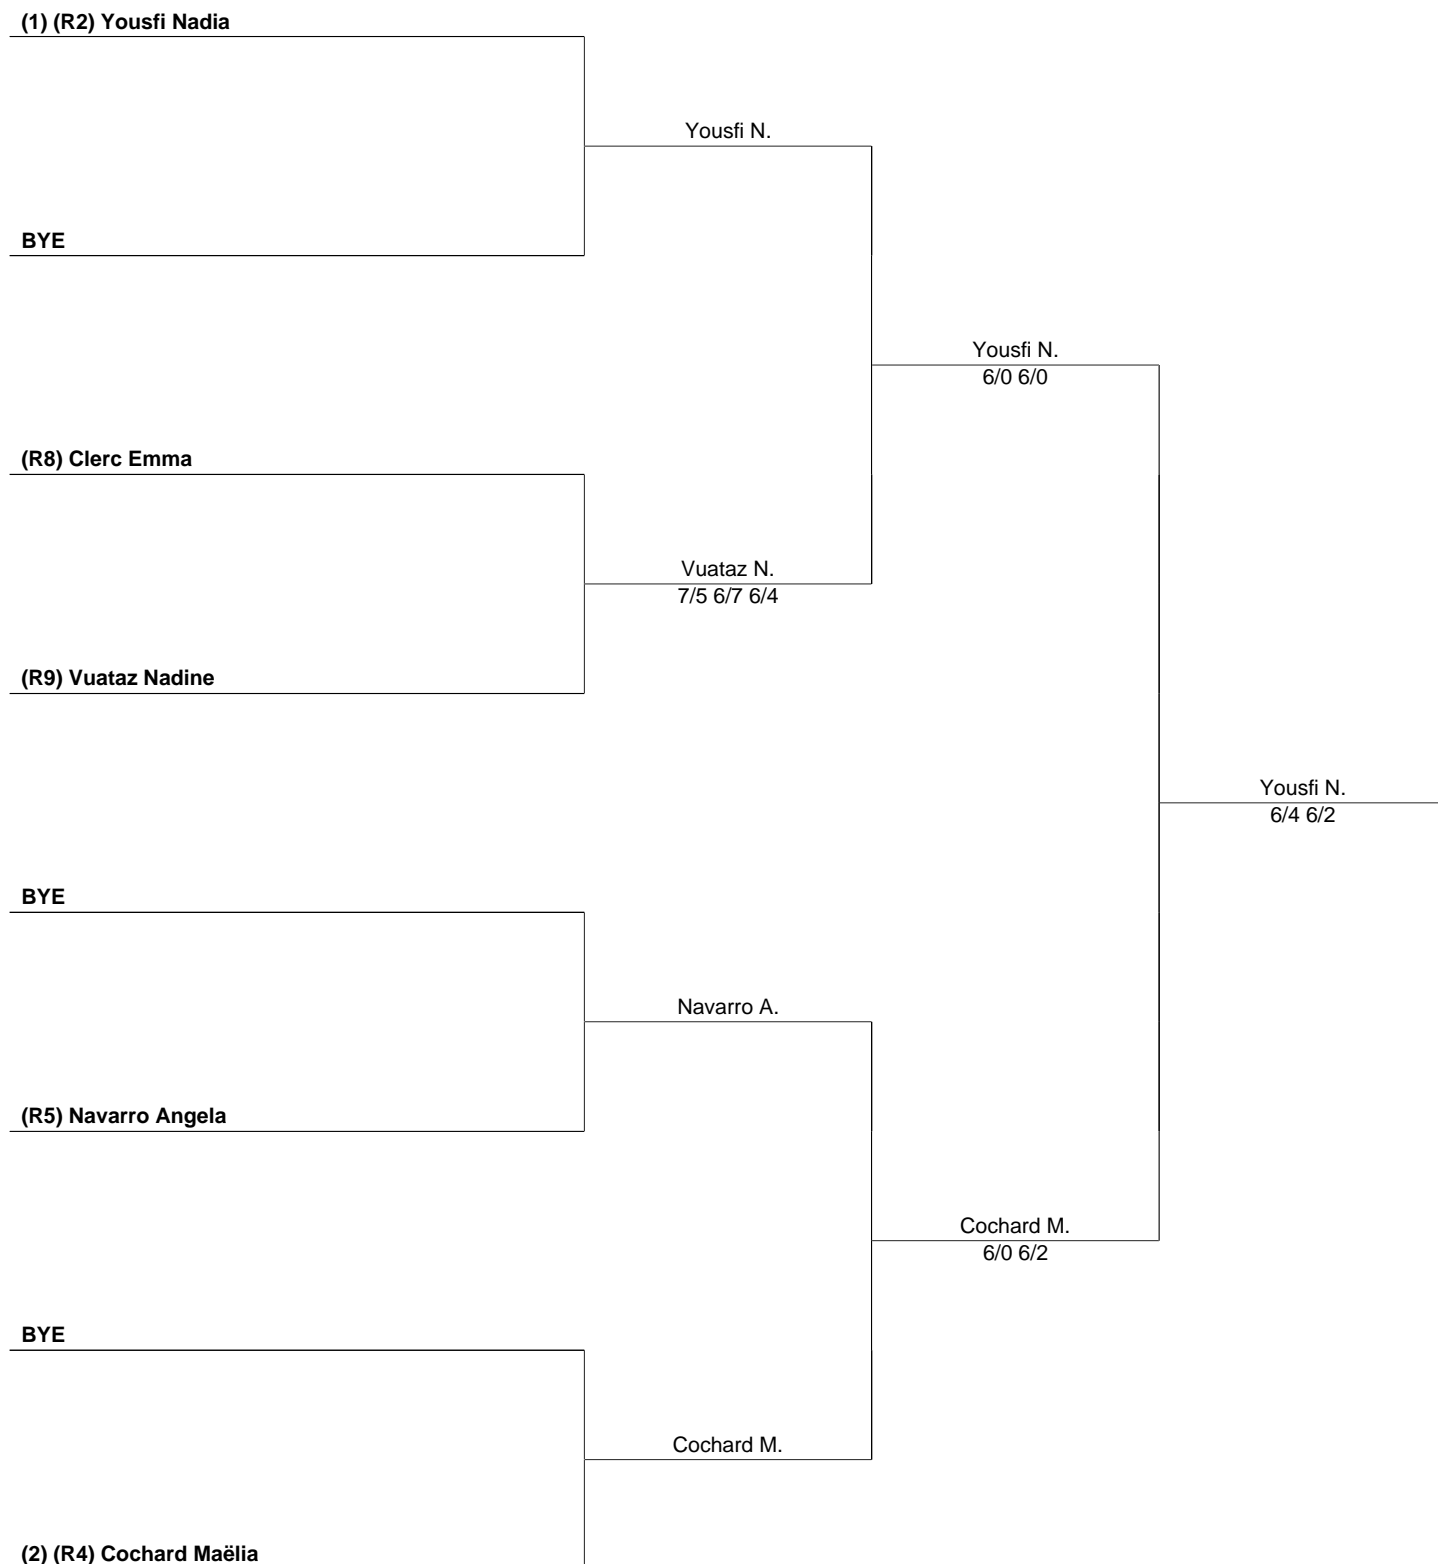 (1) (R2) Yousfi Nadia
Yousfi N.
BYE
Yousfi N.
6/0 6/0
(R8) Clerc Emma
Vuataz N.
7/5 6/7 6/4
(R9) Vuataz Nadine
Yousfi N.
6/4 6/2
BYE
Navarro A.
(R5) Navarro Angela
Cochard M.
6/0 6/2
BYE
Cochard M.
(2) (R4) Cochard Maëlia